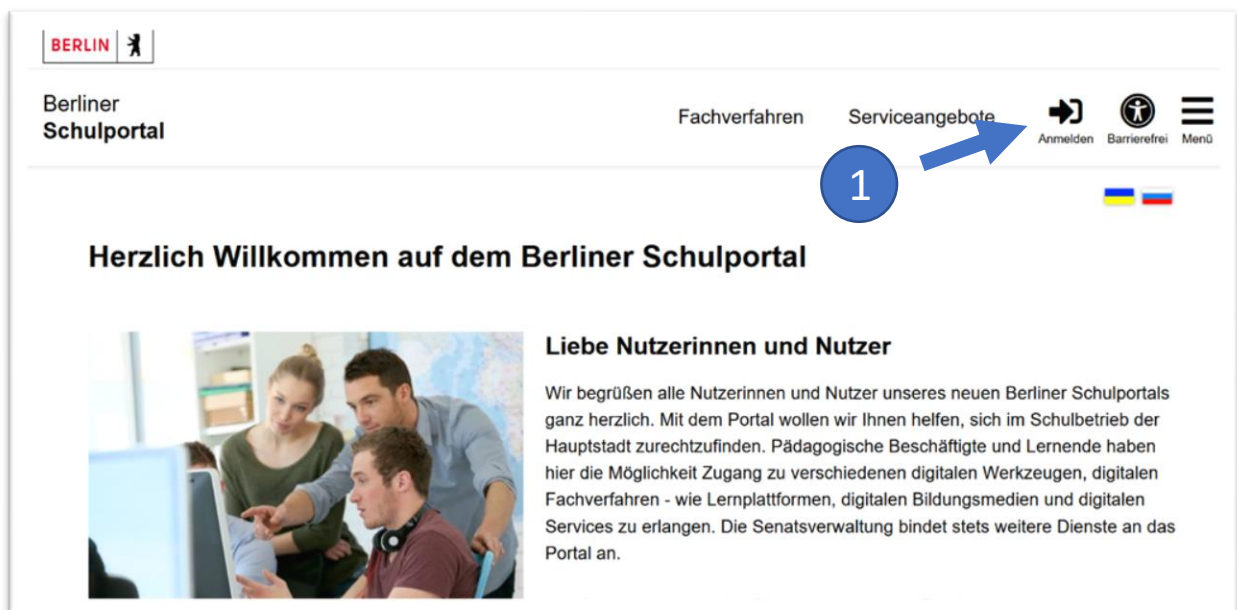 BERLIN
Berliner
Schulportal
Fachverfahren
Serviceangebote
Anmelden
Barrierefrei
Menü
1
Herzlich Willkommen auf dem Berliner Schulportal
Liebe Nutzerinnen und Nutzer
Wir begrüßen alle Nutzerinnen und Nutzer unseres neuen Berliner Schulportals
ganz herzlich. Mit dem Portal wollen wir Ihnen helfen, sich im Schulbetrieb der
Hauptstadt zurechtzufinden. Pädagogische Beschäftigte und Lernende haben
hier die Möglichkeit Zugang zu verschiedenen digitalen Werkzeugen, digitalen
Fachverfahren - wie Lernplattformen, digitalen Bildungsmedien und digitalen
Services zu erlangen. Die Senatsverwaltung bindet stets weitere Dienste an das
Portal an.